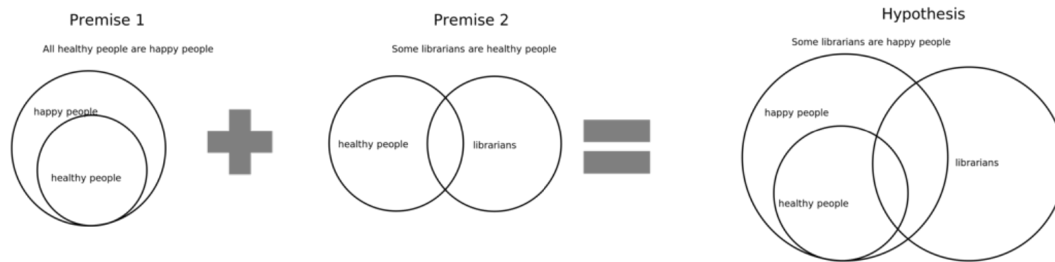 Premise 1
All healthy people are happy people
happy people
healthy people
Premise 2
Some librarians are healthy people
healthy people
librarians
Hypothesis
Some librarians are happy people
happy people
librarians
healthy people